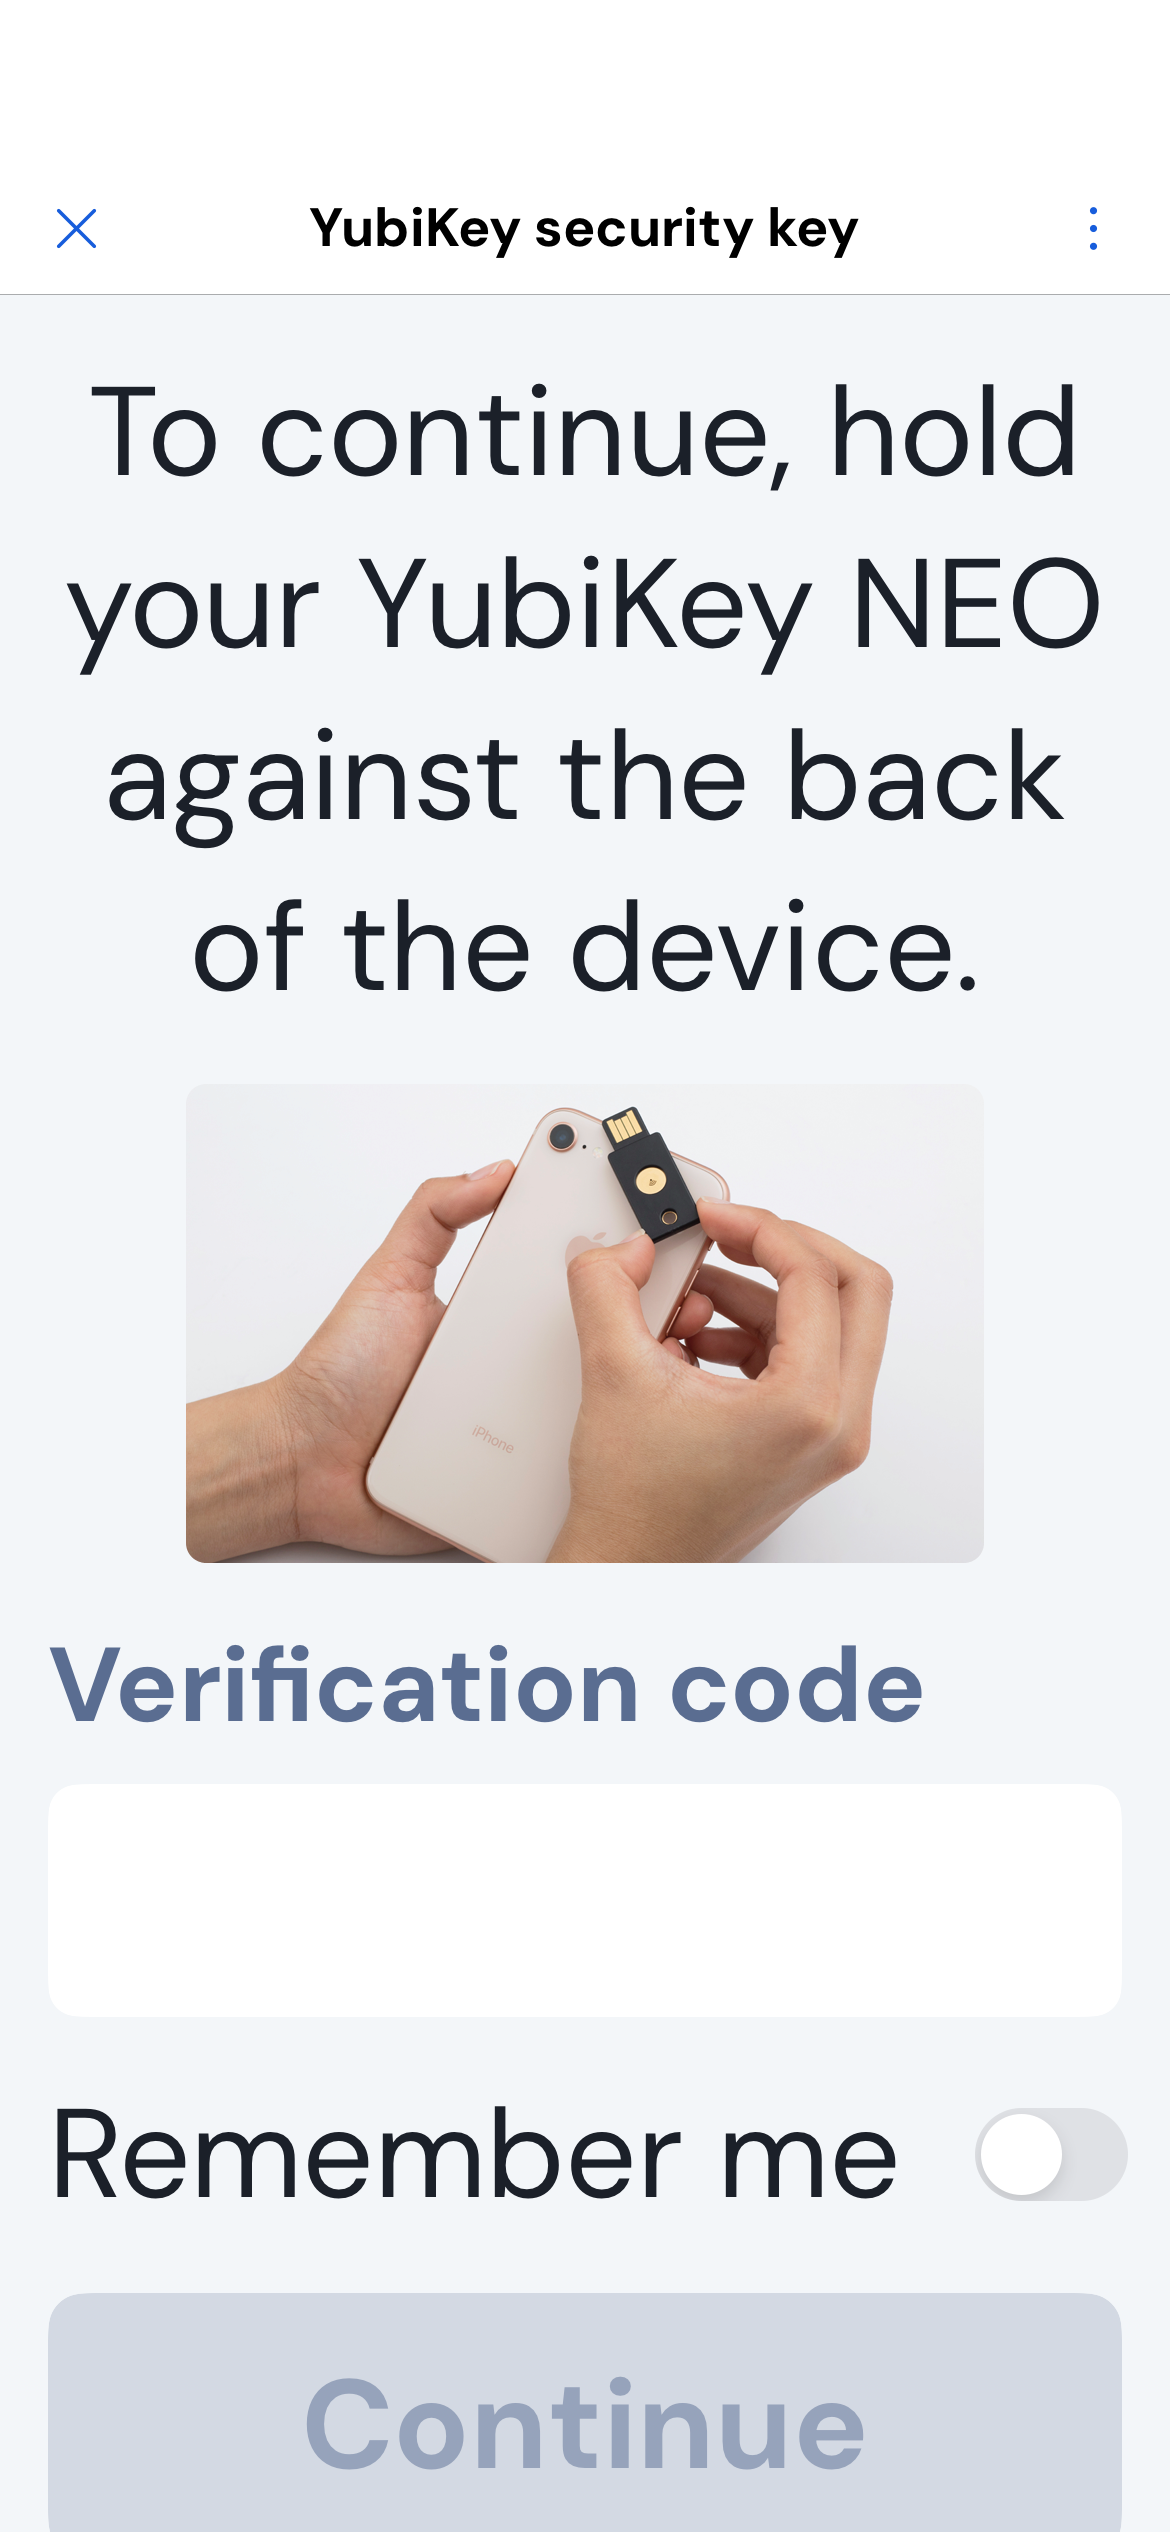 YubiKey security key
To continue, hold
your YubiKey NEO
against the back
of the device.
iPhone
Verification code
Remember me
Continue